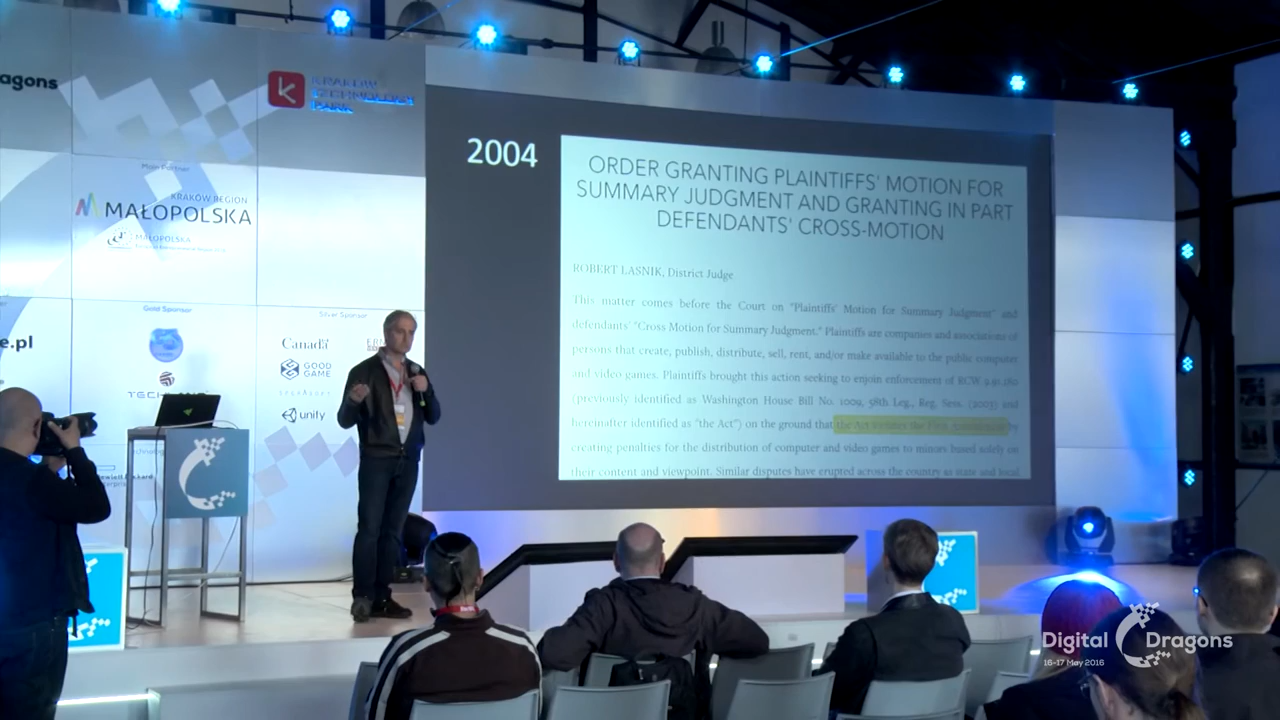 agons
KRAKOW
TECHNOLOGY
PARK
Main Partner
KRAKÓW REGION
MAŁOPOLSKA
MAŁOPOLSKA
Gold Sponsor
Silver Sponsor
e.pl
Canada
GOOD
GAME
unity
2004
ORDER GRANTING PLAINTIFFS' MOTION FOR
SUMMARY JUDGMENT AND GRANTING IN PART
DEFENDANTS' CROSS-MOTION
ROBERT LASNIK, District Judge
This matter comes before the Court on "Plaintiffs' Motion for Summary Judgment" and
defendants' "Cross Motion for Summary Judgment." Plaintiffs are companies and associations of
persons that create, publish, distribute, sell, rent, and/or make available to the public computer
and video games. Plaintiffs brought this action seeking to enjoin enforcement of RCW 9.91.180
(previously identified as Washington House Bill No. 1009, 58th Leg., Reg. Sess. (2003) and
hereinafter identified as "the Act") on the ground that the Act violates the First Amendment by
creating penalties for the distribution of computer and video games to minors based solely on
their content and viewpoint. Similar disputes have erupted across the country as state and local
Digital Dragons
16-17 May 2016